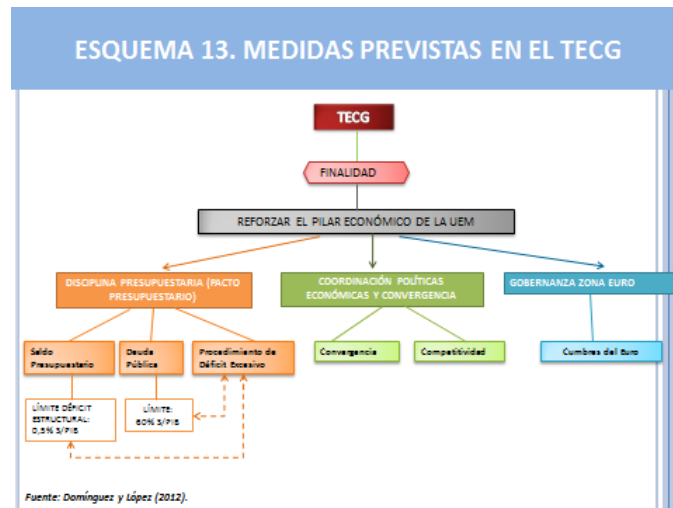 ESQUEMA 13. MEDIDAS PREVISTAS EN EL TECG
TECG
FINALIDAD
REFORZAR EL PILAR ECONÓMICO DE LA UEM
DISCIPLINA PRESUPUESTARIA (PACTO
PRESUPUESTARIO)
COORDINACIÓN POLÍTICAS
ECONÓMICAS Y CONVERGENCIA
GOBERNANZA ZONA EURO
Saldo
Presupuestario
Deuda
Pública
Procedimiento de
Déficit Excesivo
Convergencia
Competitividad
Cumbres del Euro
LÍMITE DÉFICIT
ESTRUCTURAL:
0,5% S/PIB
LÍMITE:
60% S/PIB
Fuente: Domínguez y López (2012).